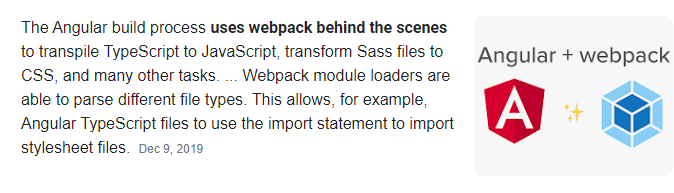 The Angular build process uses webpack behind the scenes
to transpile TypeScript to JavaScript, transform Sass files to
CSS, and many other tasks. ... Webpack module loaders are
able to parse different file types. This allows, for example,
Angular TypeScript files to use the import statement to import
stylesheet files. Dec 9, 2019
Angular + webpack
A